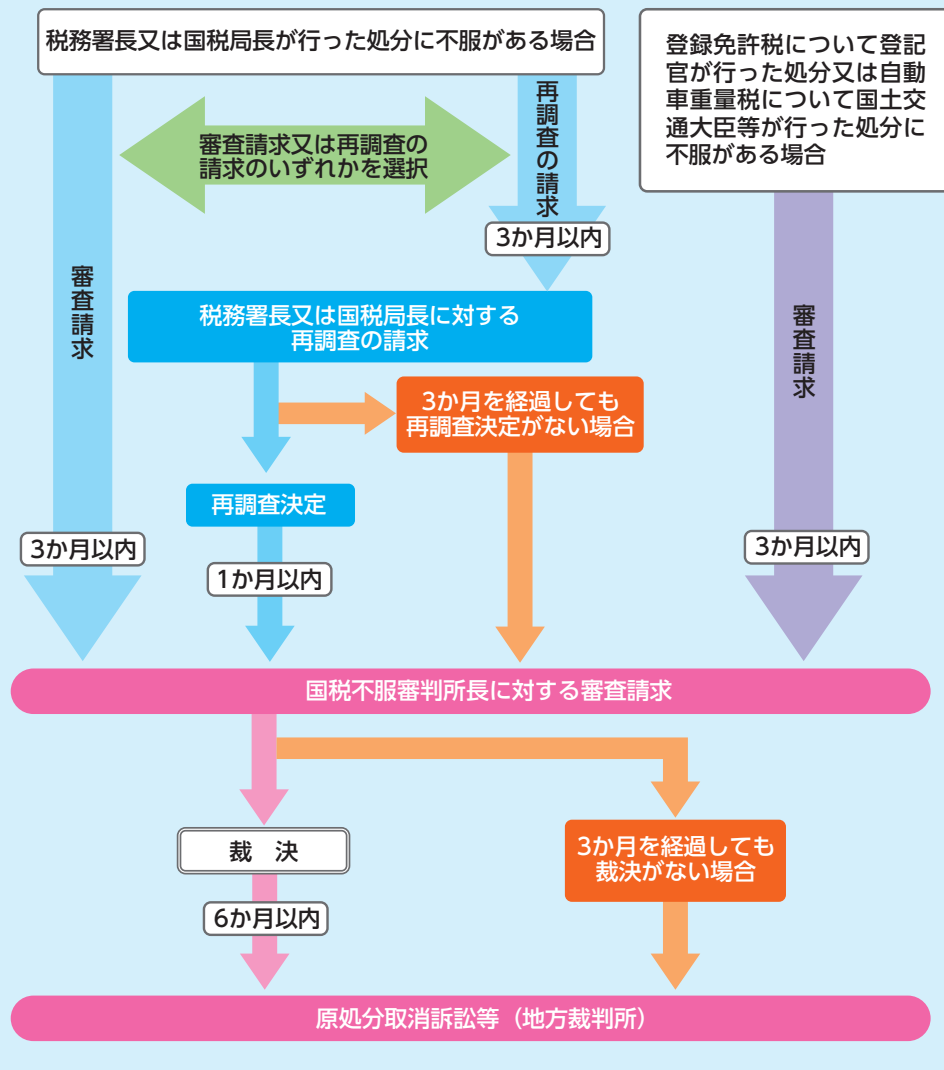 税務署長又は国税局長が行った処分に不服がある場合
登録免許税について登記
官が行った処分又は自動
車重量税について国土交
通大臣等が行った処分に
不服がある場合
審査請求又は再調査の
請求のいずれかを選択
再調査の請求
3か月以内
審査請求
税務署長又は国税局長に対する
再調査の請求
審査請求
3か月を経過しても
再調査決定がない場合
再調査決定
3か月以内
1か月以内
3か月以内
国税不服審判所長に対する審査請求
裁　決
3か月を経過しても
裁決がない場合
6か月以内
原処分取消訴訟等（地方裁判所）